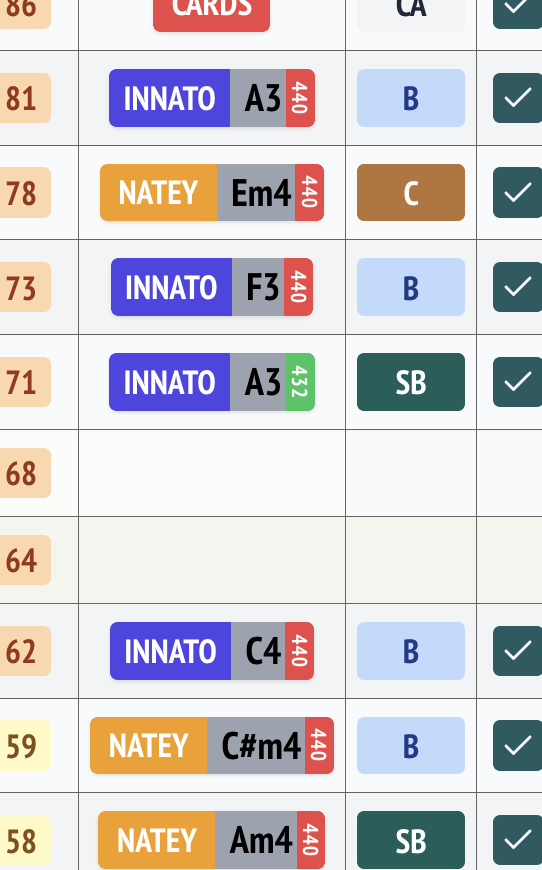 86 CARDS CA
81 INNATO A3 440 B
78 NATEY Em4 440 C
73 INNATO F3 440 B
71 INNATO A3 432 SB
68
64
62 INNATO C4 440 B
59 NATEY C#m4 440 B
58 NATEY Am4 440 SB